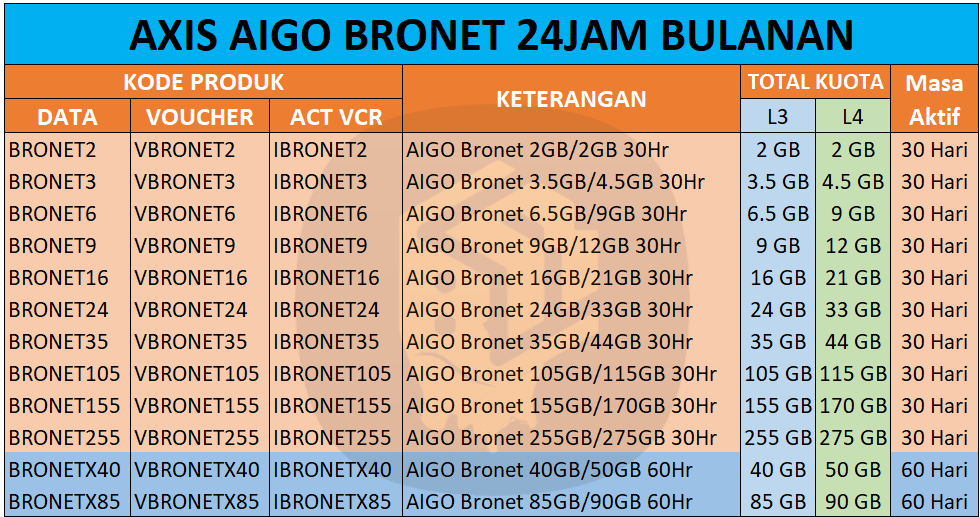 AXIS AIGO BRONET 24JAM BULANAN
KODE PRODUK KETERANGAN TOTAL KUOTA Masa Aktif
DATA VOUCHER ACT VCR L3 L4
BRONET2 VBRONET2 IBRONET2 AIGO Bronet 2GB/2GB 30Hr 2 GB 2 GB 30 Hari
BRONET3 VBRONET3 IBRONET3 AIGO Bronet 3.5GB/4.5GB 30Hr 3.5 GB 4.5 GB 30 Hari
BRONET6 VBRONET6 IBRONET6 AIGO Bronet 6.5GB/9GB 30Hr 6.5 GB 9 GB 30 Hari
BRONET9 VBRONET9 IBRONET9 AIGO Bronet 9GB/12GB 30Hr 9 GB 12 GB 30 Hari
BRONET16 VBRONET16 IBRONET16 AIGO Bronet 16GB/21GB 30Hr 16 GB 21 GB 30 Hari
BRONET24 VBRONET24 IBRONET24 AIGO Bronet 24GB/33GB 30Hr 24 GB 33 GB 30 Hari
BRONET35 VBRONET35 IBRONET35 AIGO Bronet 35GB/44GB 30Hr 35 GB 44 GB 30 Hari
BRONET105 VBRONET105 IBRONET105 AIGO Bronet 105GB/115GB 30Hr 105 GB 115 GB 30 Hari
BRONET155 VBRONET155 IBRONET155 AIGO Bronet 155GB/170GB 30Hr 155 GB 170 GB 30 Hari
BRONET255 VBRONET255 IBRONET255 AIGO Bronet 255GB/275GB 30Hr 255 GB 275 GB 30 Hari
BRONETX40 VBRONETX40 IBRONETX40 AIGO Bronet 40GB/50GB 60Hr 40 GB 50 GB 60 Hari
BRONETX85 VBRONETX85 IBRONETX85 AIGO Bronet 85GB/90GB 60Hr 85 GB 90 GB 60 Hari